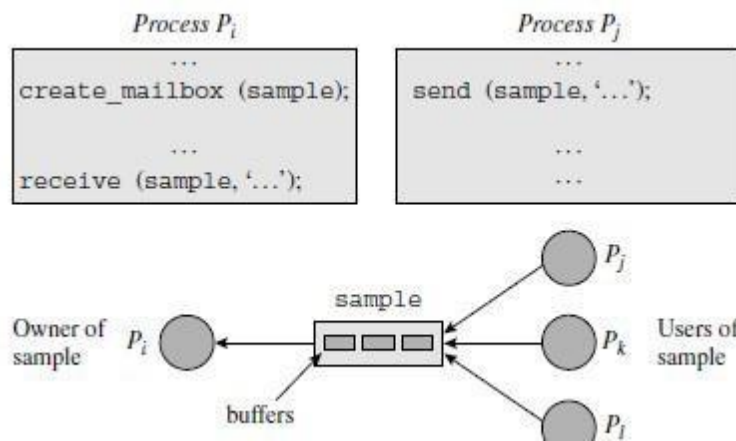 Process Pi
...
create_mailbox (sample);
...
receive (sample, ‘...’);
Process Pj
...
send (sample, ‘...’);
...
...
sample
Owner of
sample
Pi
buffers
Pj
Pk
Pl
Users of
sample